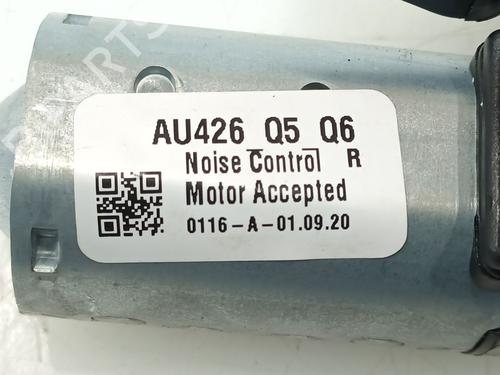 AU426 Q5 Q6
Noise Control R
Motor Accepted
0116-A-01.09.20